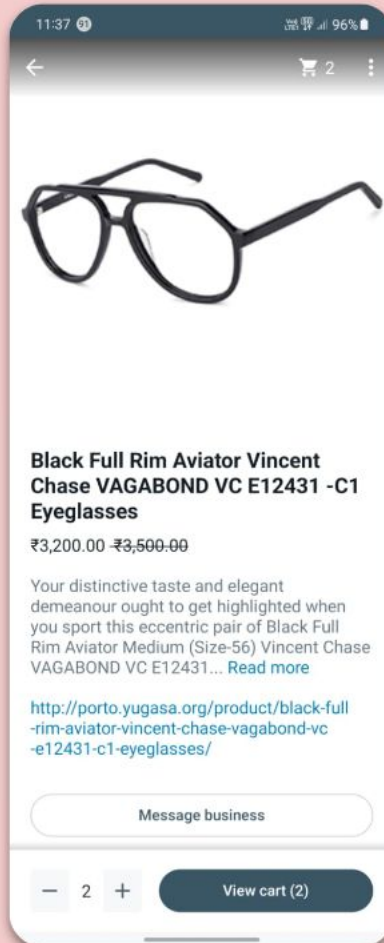 11:37 91
96%
2
Black Full Rim Aviator Vincent
Chase VAGABOND VC E12431 -C1
Eyeglasses
₹3,200.00 ₹3,500.00
Your distinctive taste and elegant
demeanour ought to get highlighted when
you sport this eccentric pair of Black Full
Rim Aviator Medium (Size-56) Vincent Chase
VAGABOND VC E12431... Read more
http://porto.yugasa.org/product/black-full
-rim-aviator-vincent-chase-vagabond-vc
-e12431-c1-eyeglasses/
Message business
− 2 + View cart (2)